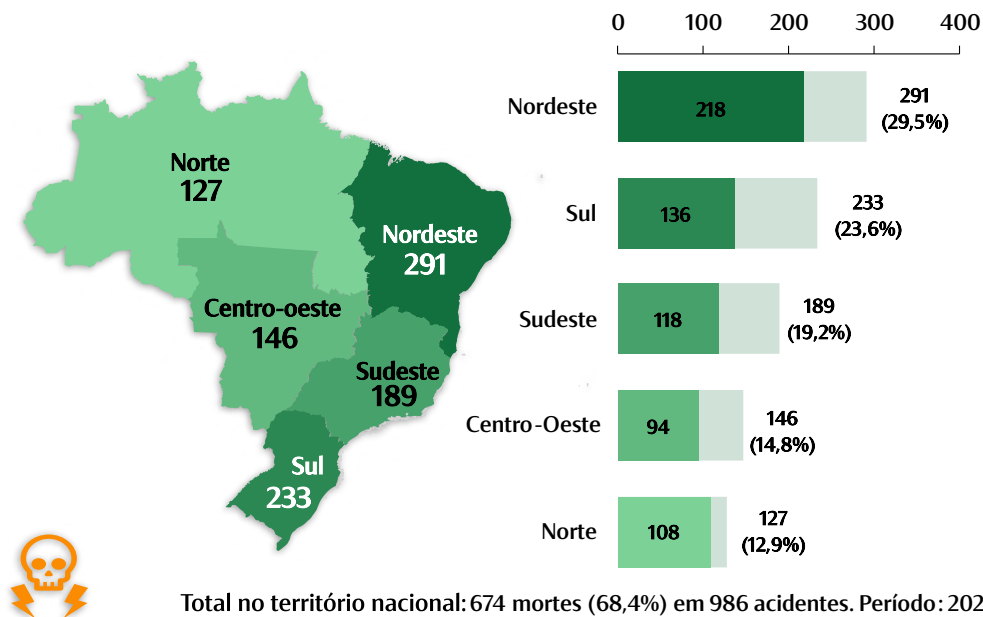 Norte
127
Nordeste
291
Centro-oeste
146
Sudeste
189
Sul
233
0 100 200 300 400
Nordeste 218 291
(29,5%)
Sul 136 233
(23,6%)
Sudeste 118 189
(19,2%)
Centro-Oeste 94 146
(14,8%)
Norte 108 127
(12,9%)
Total no território nacional: 674 mortes (68,4%) em 986 acidentes. Período: 202